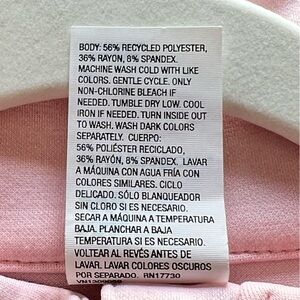 BODY: 56% RECYCLED POLYESTER,
36% RAYON, 8% SPANDEX.
MACHINE WASH COLD WITH LIKE
COLORS. GENTLE CYCLE. ONLY
NON-CHLORINE BLEACH IF
NEEDED. TUMBLE DRY LOW. COOL
IRON IF NEEDED. TURN INSIDE OUT
TO WASH. WASH DARK COLORS
SEPARATELY. CUERPO:
56% POLIÉSTER RECICLADO,
36% RAYÓN, 8% SPANDEX. LAVAR
A MÁQUINA CON AGUA FRÍA CON
COLORES SIMILARES. CICLO
DELICADO. SÓLO BLANQUEADOR
SIN CLORO SI ES NECESARIO.
SECAR A MÁQUINA A TEMPERATURA
BAJA. PLANCHAR A BAJA
TEMPERATURA SI ES NECESARIO.
VOLTEAR AL REVÉS ANTES DE
LAVAR. LAVAR COLORES OSCUROS
POR SEPARADO. RN17730